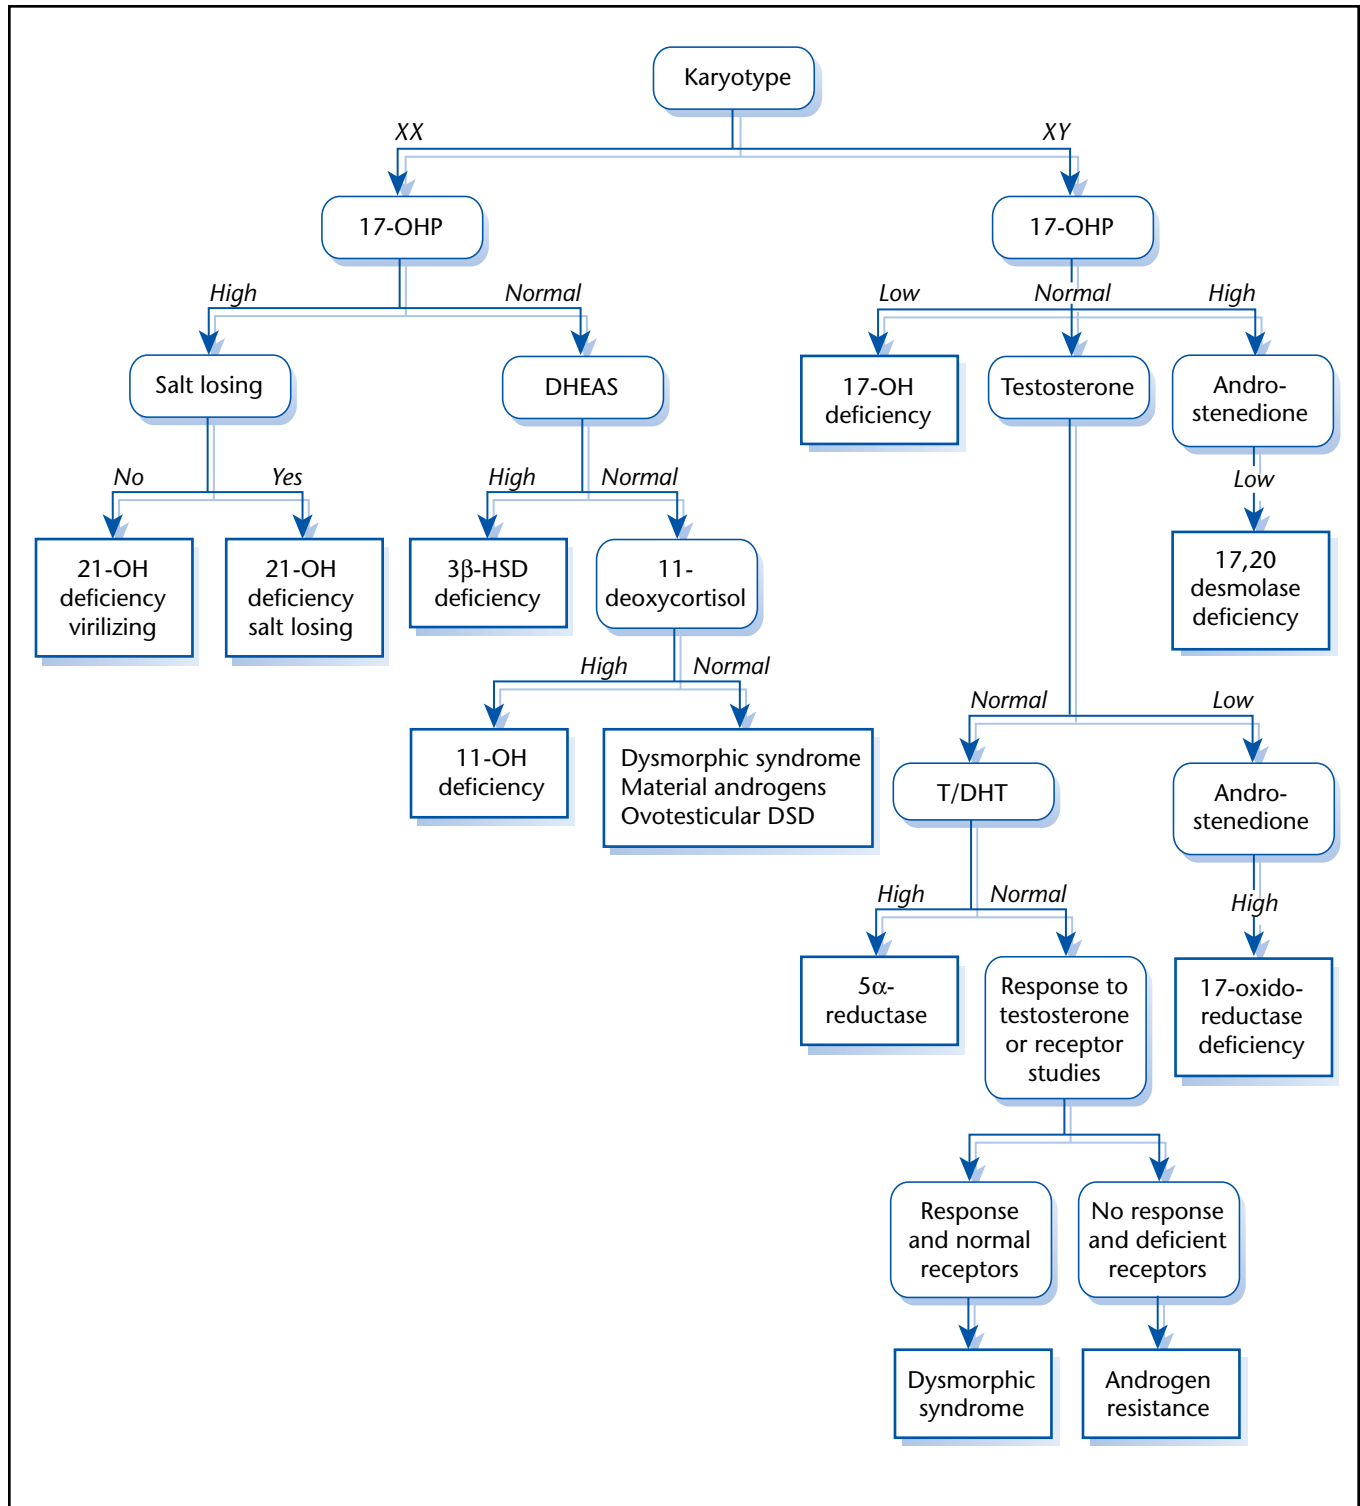 Karyotype
XX
XY
17-OHP
17-OHP
High
Normal
Low
Normal
High
Salt losing
DHEAS
17-OH
deficiency
Testosterone
Andro-
stenedione
No
Yes
High
Normal
Low
21-OH
deficiency
virilizing
21-OH
deficiency
salt losing
3β-HSD
deficiency
11-
deoxycortisol
17,20
desmolase
deficiency
High
Normal
Normal
Low
11-OH
deficiency
Dysmorphic syndrome
Material androgens
Ovotesticular DSD
T/DHT
Andro-
stenedione
High
Normal
High
5α-
reductase
Response to
testosterone
or receptor
studies
17-oxido-
reductase
deficiency
Response
and normal
receptors
No response
and deficient
receptors
Dysmorphic
syndrome
Androgen
resistance